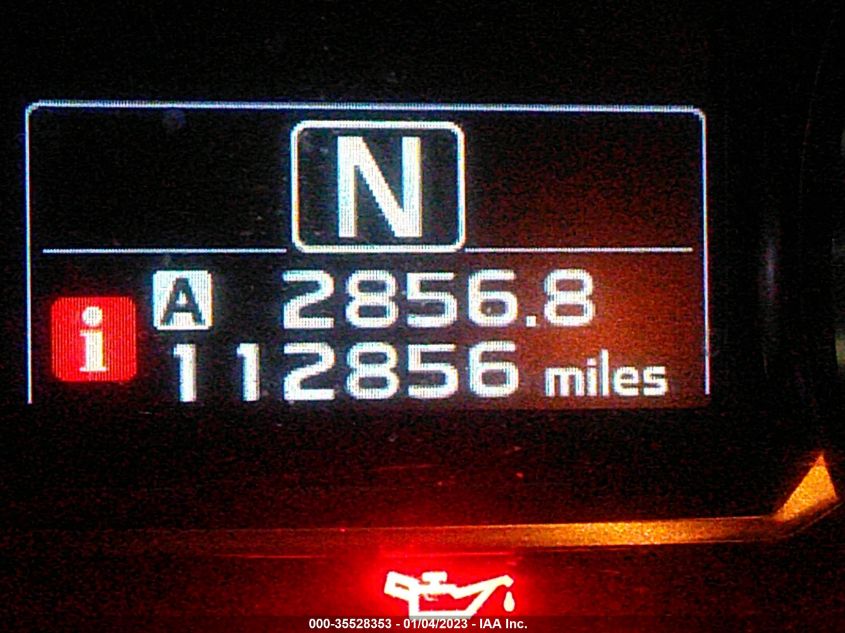 N
A 2856.8
i
112856 miles
000-35528353 - 01/04/2023 - IAA Inc.